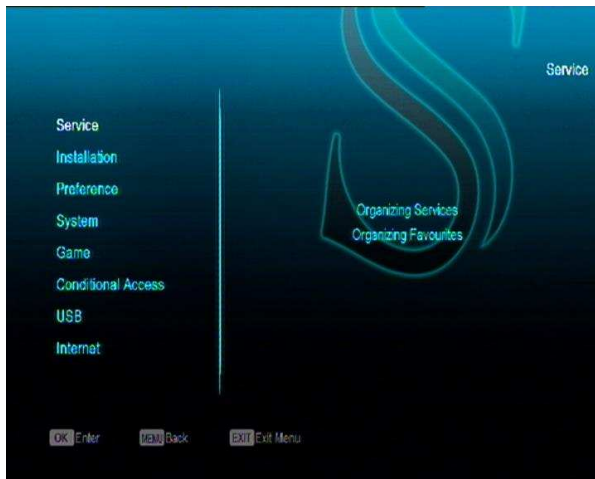 Service
Service
Installation
Preference
System
Game
Conditional Access
USB
Internet
Organizing Services
Organizing Favourites
OK Enter
MENU Back
EXIT Exit Menu